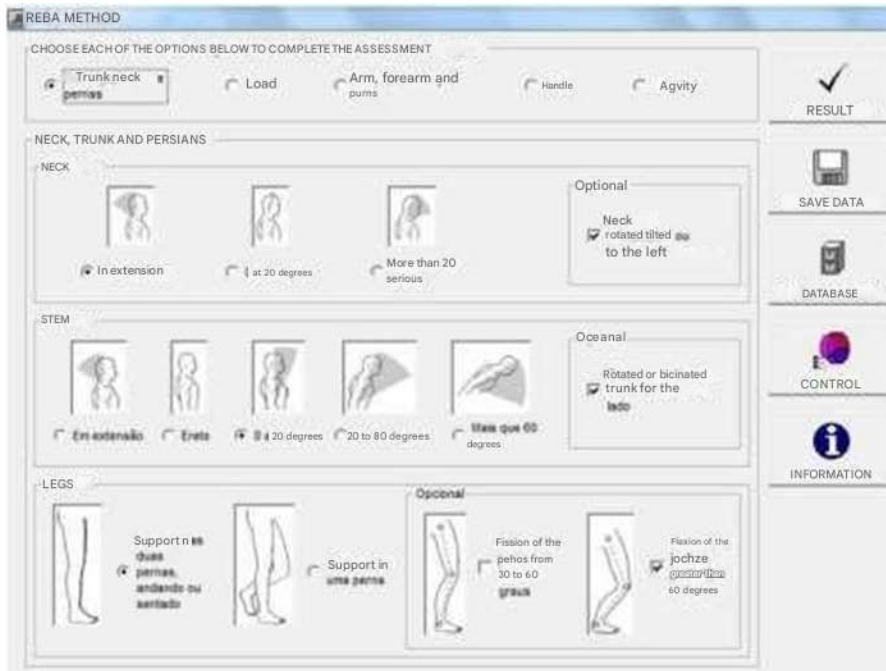 REBA METHOD
CHOOSE EACH OF THE OPTIONS BELOW TO COMPLETE THE ASSESSMENT
Trunk neck
pernas
Load
Arm, forearm and
purns
Handle
Agvity
RESULT
NECK, TRUNK AND PERSIANS
NECK
Optional
Neck
rotated tilted ou
to the left
In extension
at 20 degrees
More than 20
serious
SAVE DATA
DATABASE
STEM
Oceanal
Rotated or bicinated
trunk for the
lado
Em extensão
Ereto
0 á 20 degrees
20 to 80 degrees
Mais que 60
degrees
CONTROL
INFORMATION
LEGS
Support n as
duas
pernas,
andando ou
sentado
Support in
uma perna
Opcional
Fission of the
pehos from
30 to 60
graus
Flexion of the
jochze
greater than
60 degrees